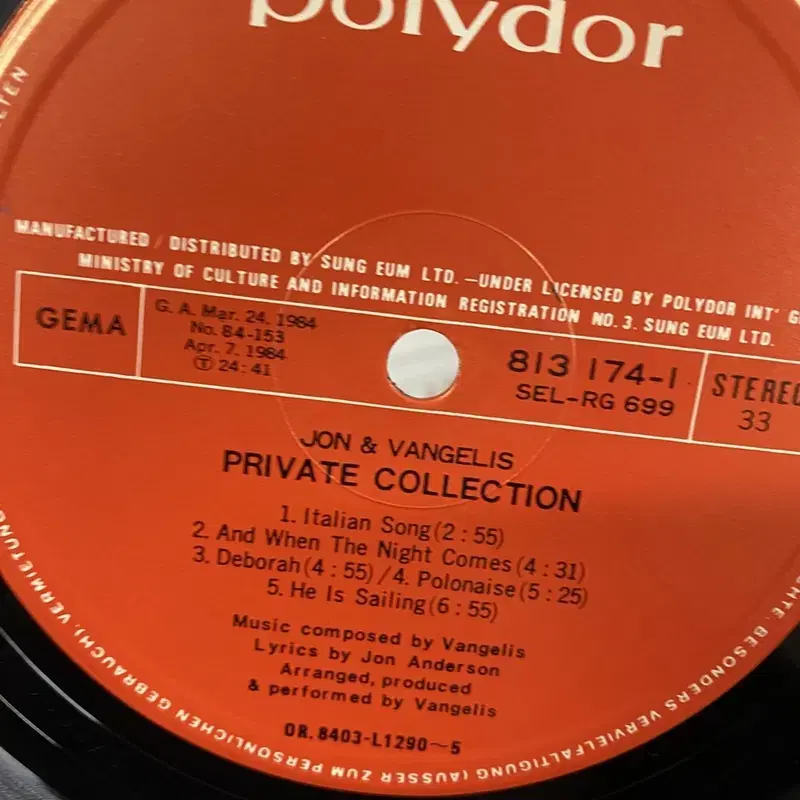 polydor
MANUFACTURED / DISTRIBUTED BY SUNG EUM LTD. —UNDER LICENSED BY POLYDOR INT' G
MINISTRY OF CULTURE AND INFORMATION REGISTRATION NO. 3. SUNG EUM LTD.
GEMA
G. A. Mar. 24. 1984
No. 84-153
Apr. 7. 1984
Ⓣ 24 : 41
813 174-1
SEL-RG 699
STEREO
33
JON & VANGELIS
PRIVATE COLLECTION
1. Italian Song (2 : 55)
2. And When The Night Comes (4 : 31)
3. Deborah (4 : 55) / 4. Polonaise (5 : 25)
5. He Is Sailing (6 : 55)
Music composed by Vangelis
Lyrics by Jon Anderson
Arranged, produced
& performed by Vangelis
OR. 8403-L1290~5
HTE. BESONDERS VERVIELFALTIGUNG (AUSSER ZUM PERSONLICHEN GEBRAUCH), VERMIETUNG
LTEN